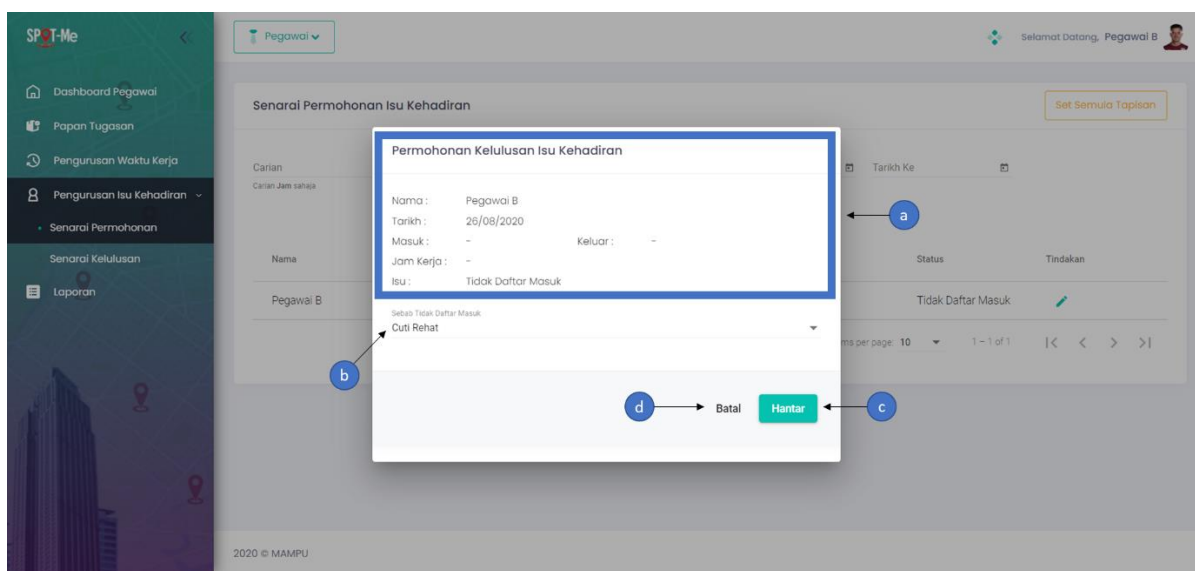 SPOT-Me
Pegawai
Selamat Datang, Pegawai B
Dashboard Pegawai
Papan Tugasan
Pengurusan Waktu Kerja
Pengurusan Isu Kehadiran
Senarai Permohonan
Senarai Kelulusan
Laporan
Senarai Permohonan Isu Kehadiran
Set Semula Tapisan
Carian
Carian Jam sahaja
Tarikh Ke
Nama
Status
Tindakan
Pegawai B
Tidak Daftar Masuk
ms per page: 10
1 – 1 of 1
Permohonan Kelulusan Isu Kehadiran
Nama : Pegawai B
Tarikh : 26/08/2020
Masuk : - Keluar : -
Jam Kerja : -
Isu : Tidak Daftar Masuk
Sebab Tidak Daftar Masuk
Cuti Rehat
Batal
Hantar
a
b
d
c
2020 © MAMPU